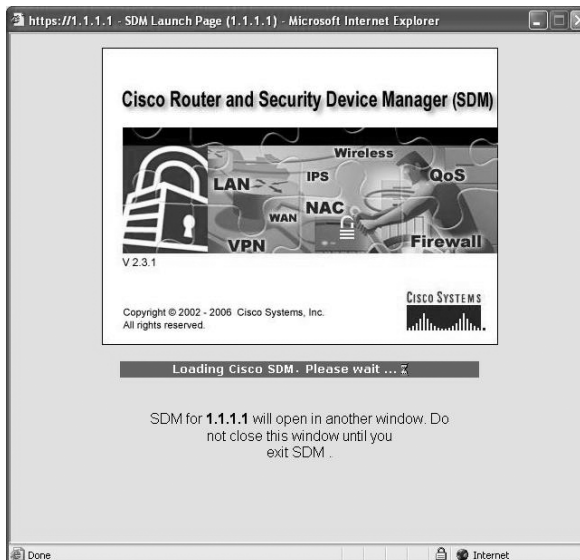 https://1.1.1.1 - SDM Launch Page (1.1.1.1) - Microsoft Internet Explorer
Cisco Router and Security Device Manager (SDM)
Wireless
LAN
IPS
QoS
WAN
NAC
VPN
Firewall
V 2.3.1
Copyright © 2002 - 2006 Cisco Systems, Inc.
All rights reserved.
CISCO SYSTEMS
Loading Cisco SDM. Please wait ...
SDM for 1.1.1.1 will open in another window. Do
not close this window until you
exit SDM .
Done
Internet